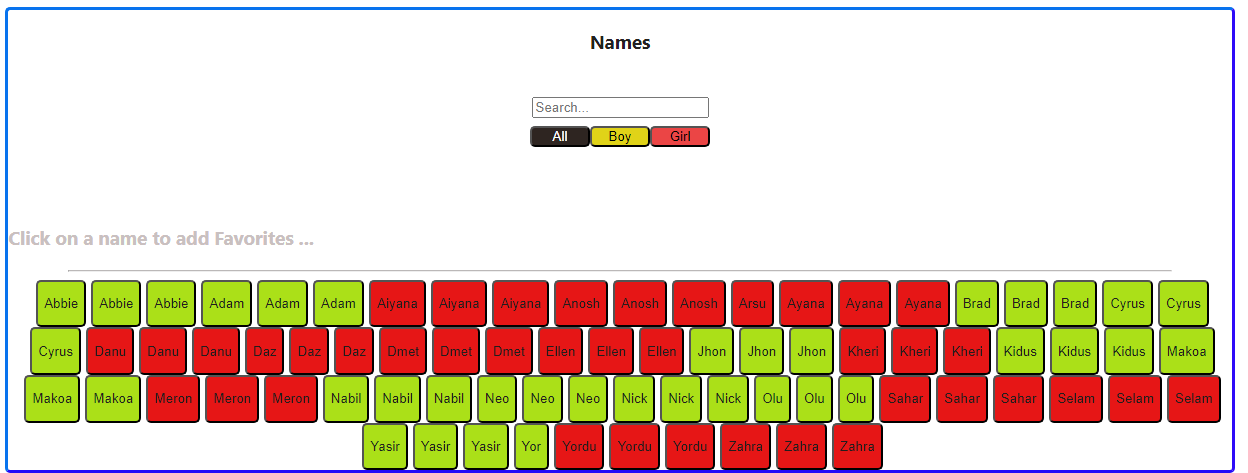 Names
Search...
All Boy Girl
Click on a name to add Favorites ...
Abbie Abbie Abbie Adam Adam Adam Aiyana Aiyana Aiyana Anosh Anosh Anosh Arsu Ayana Ayana Ayana Brad Brad Brad Cyrus Cyrus
Cyrus Danu Danu Danu Daz Daz Daz Dmet Dmet Dmet Ellen Ellen Ellen Jhon Jhon Jhon Kheri Kheri Kheri Kidus Kidus Kidus Makoa
Makoa Makoa Meron Meron Meron Nabil Nabil Nabil Neo Neo Neo Nick Nick Nick Olu Olu Olu Sahar Sahar Sahar Selam Selam Selam
Yasir Yasir Yasir Yor Yordu Yordu Yordu Zahra Zahra Zahra